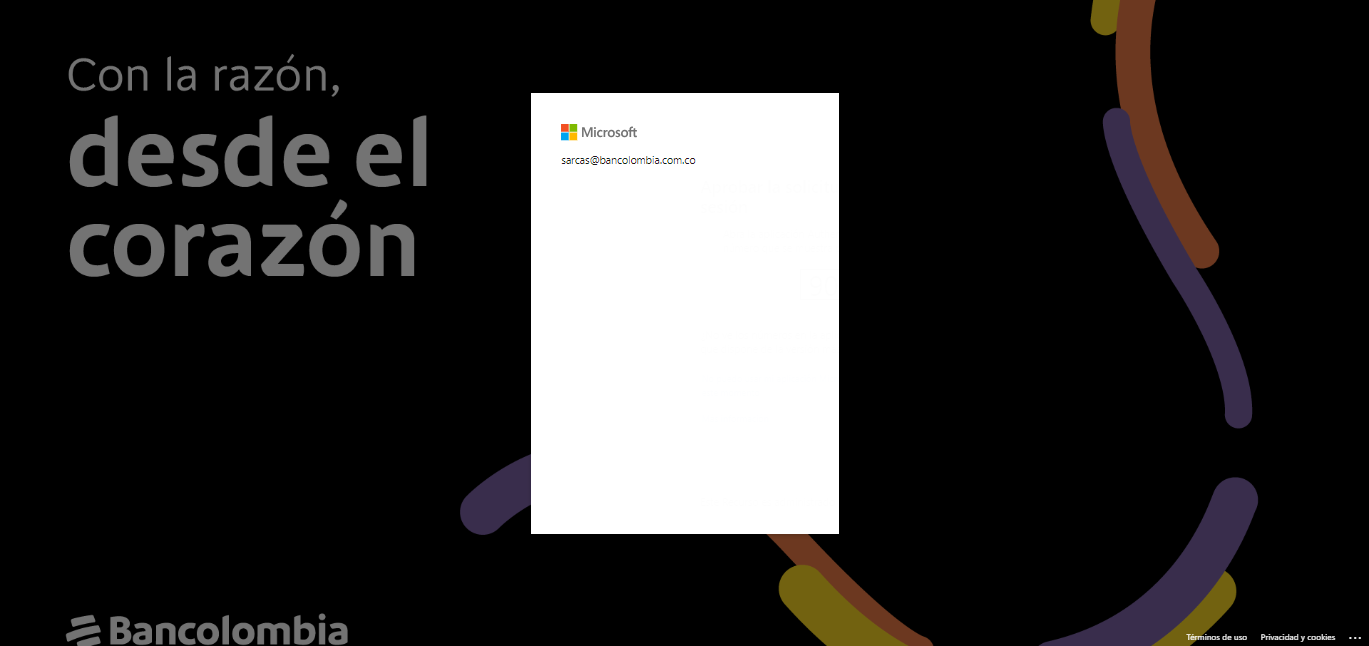 Con la razón,
desde el
corazón
Microsoft
sarcas@bancolombia.com.co
Bancolombia
Términos de uso Privacidad y cookies ...